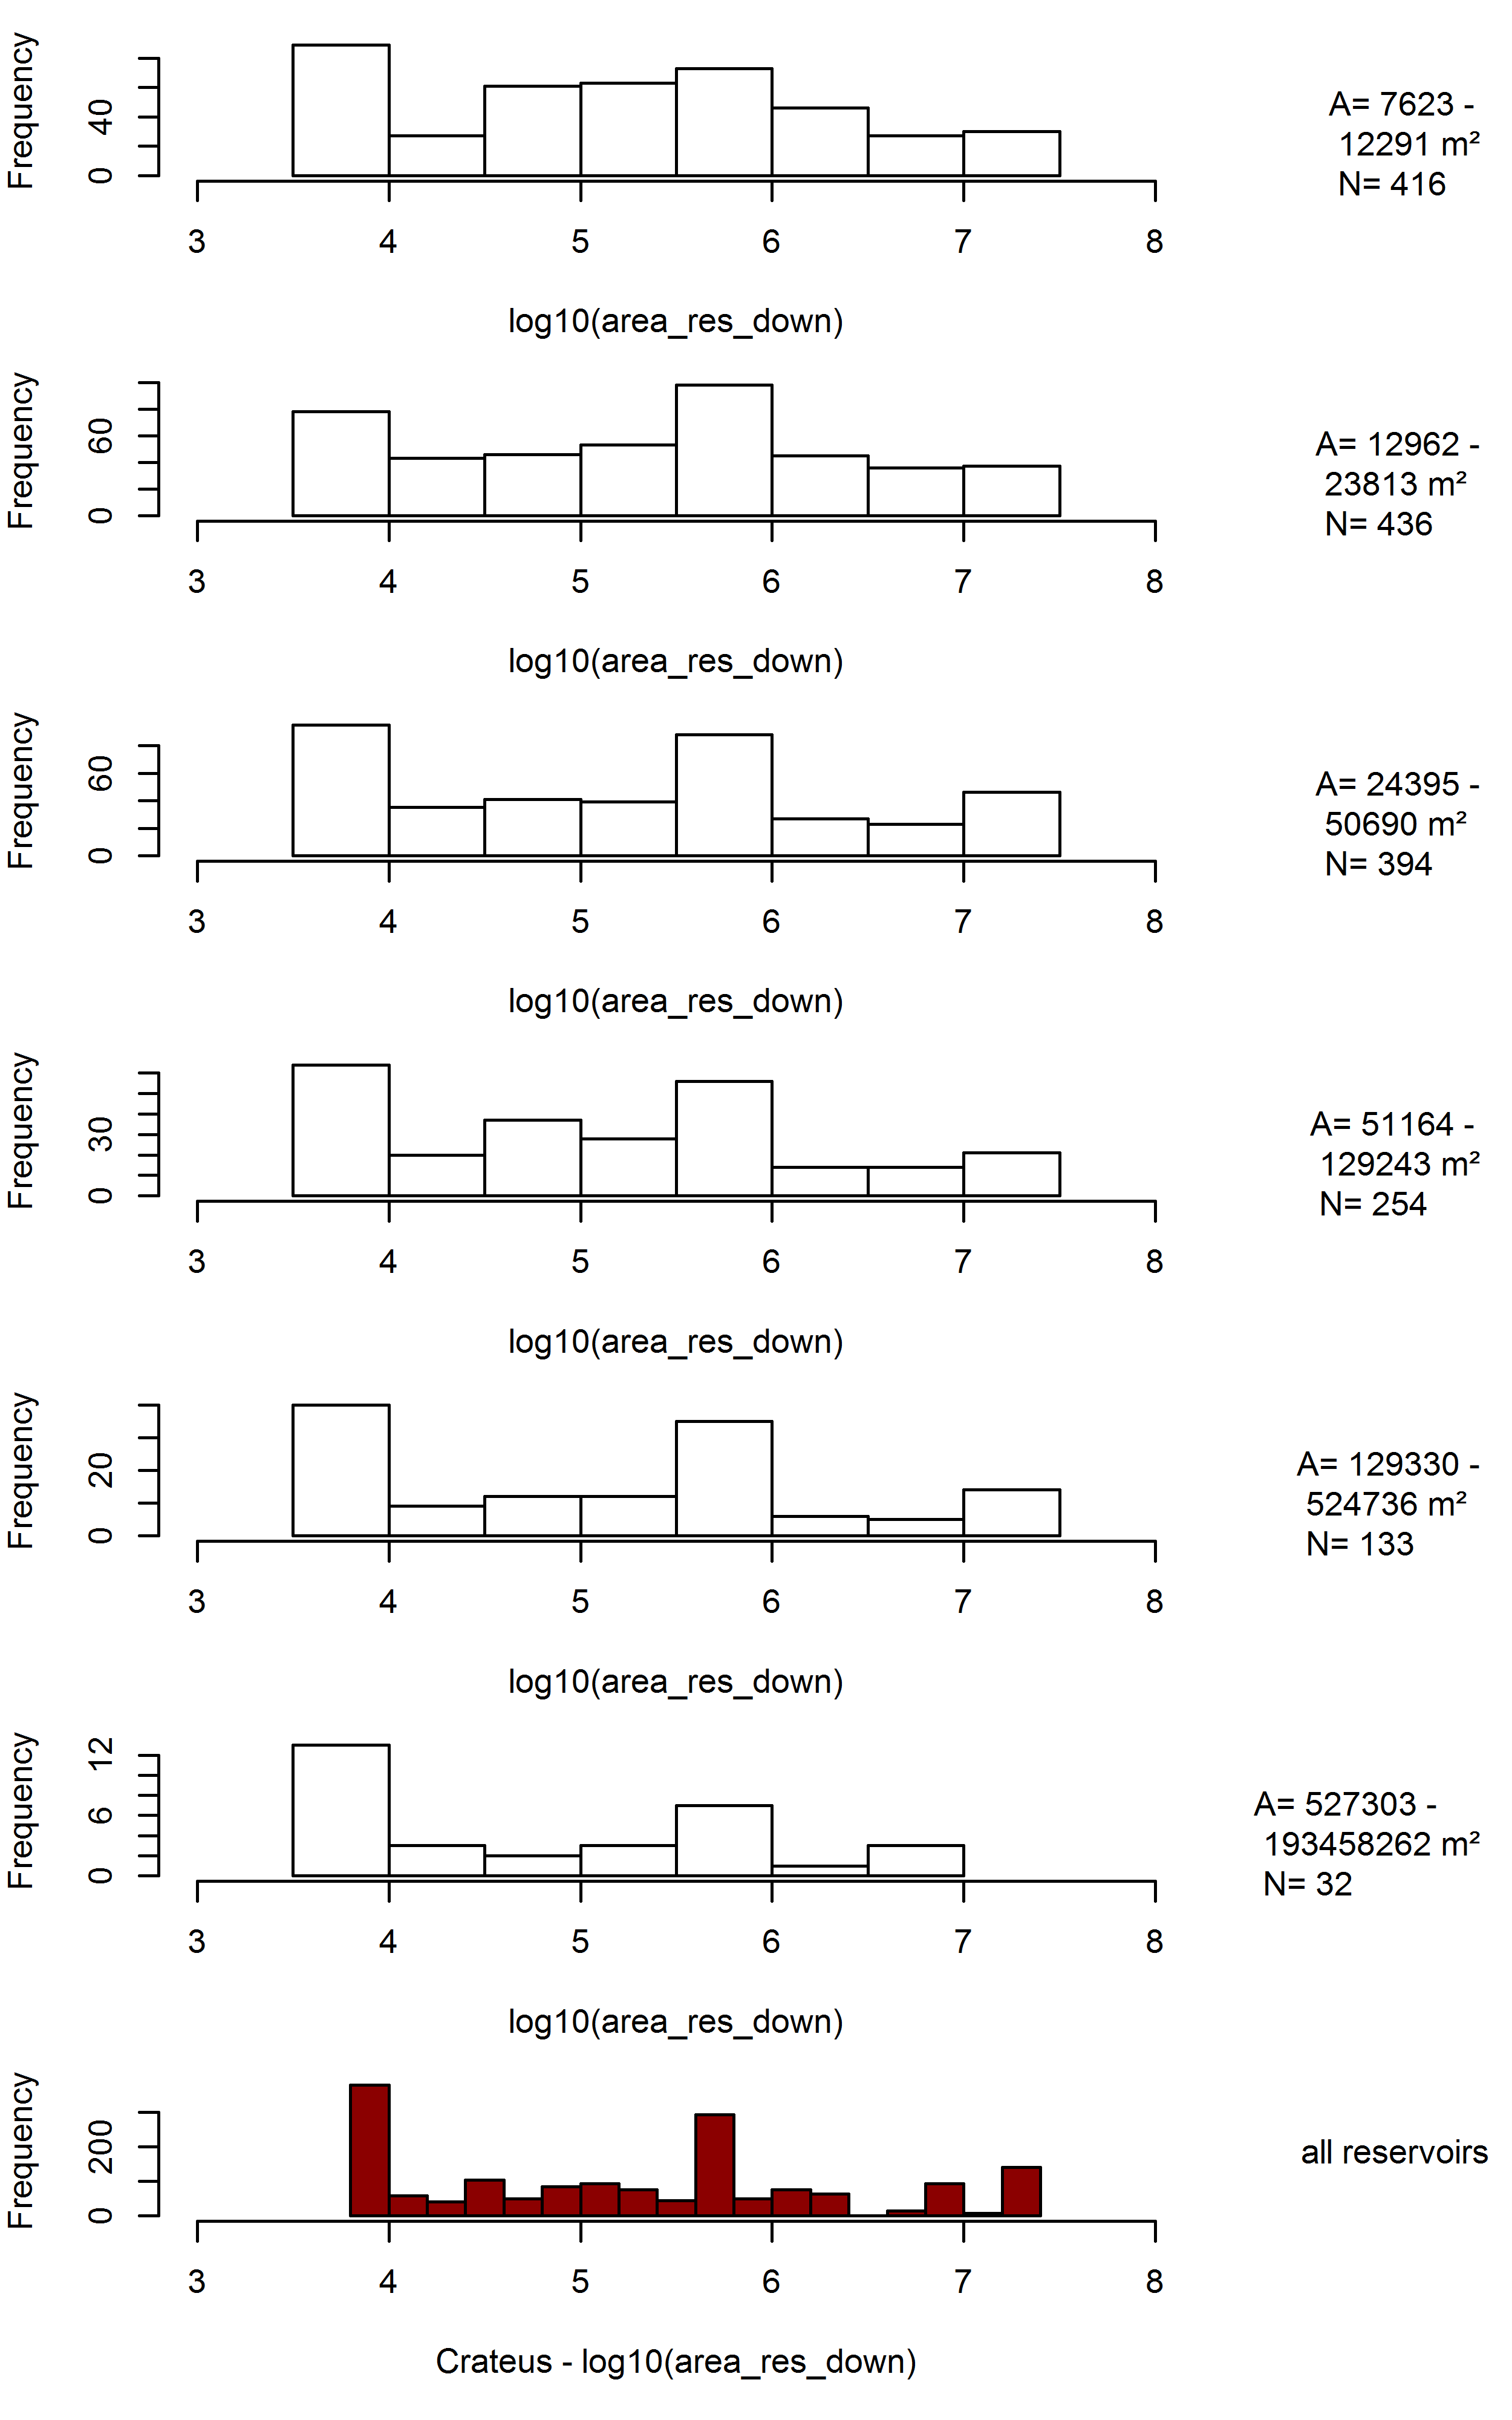 Frequency
40
0
3 4 5 6 7 8
log10(area_res_down)
A= 7623 -
12291 m²
N= 416
Frequency
60
0
3 4 5 6 7 8
log10(area_res_down)
A= 12962 -
23813 m²
N= 436
Frequency
60
0
3 4 5 6 7 8
log10(area_res_down)
A= 24395 -
50690 m²
N= 394
Frequency
30
0
3 4 5 6 7 8
log10(area_res_down)
A= 51164 -
129243 m²
N= 254
Frequency
20
0
3 4 5 6 7 8
log10(area_res_down)
A= 129330 -
524736 m²
N= 133
Frequency
12
6
0
3 4 5 6 7 8
log10(area_res_down)
A= 527303 -
193458262 m²
N= 32
Frequency
200
0
3 4 5 6 7 8
Crateus - log10(area_res_down)
all reservoirs